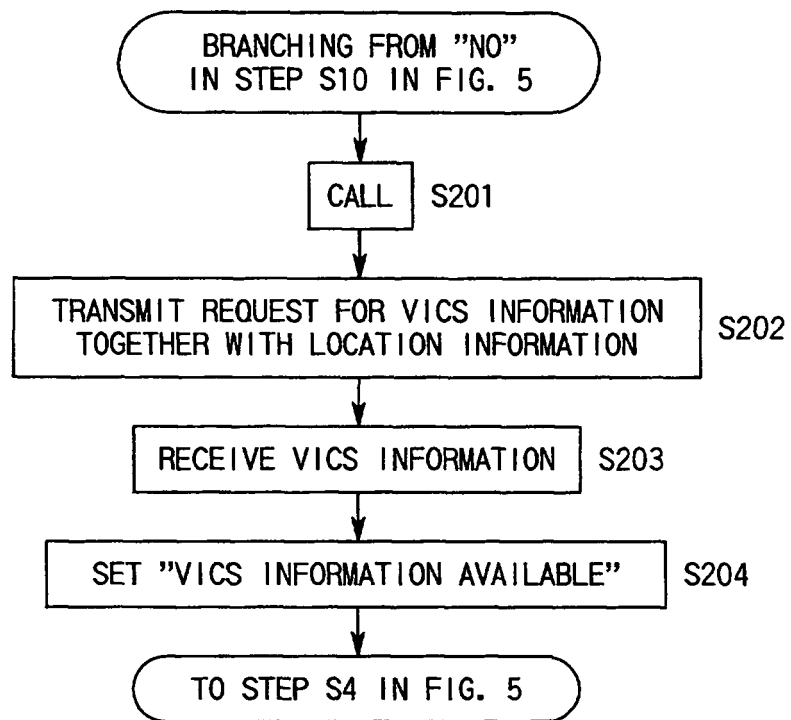 BRANCHING FROM "NO"
IN STEP S10 IN FIG. 5
CALL S201
TRANSMIT REQUEST FOR VICS INFORMATION
TOGETHER WITH LOCATION INFORMATION
S202
RECEIVE VICS INFORMATION S203
SET "VICS INFORMATION AVAILABLE" S204
TO STEP S4 IN FIG. 5